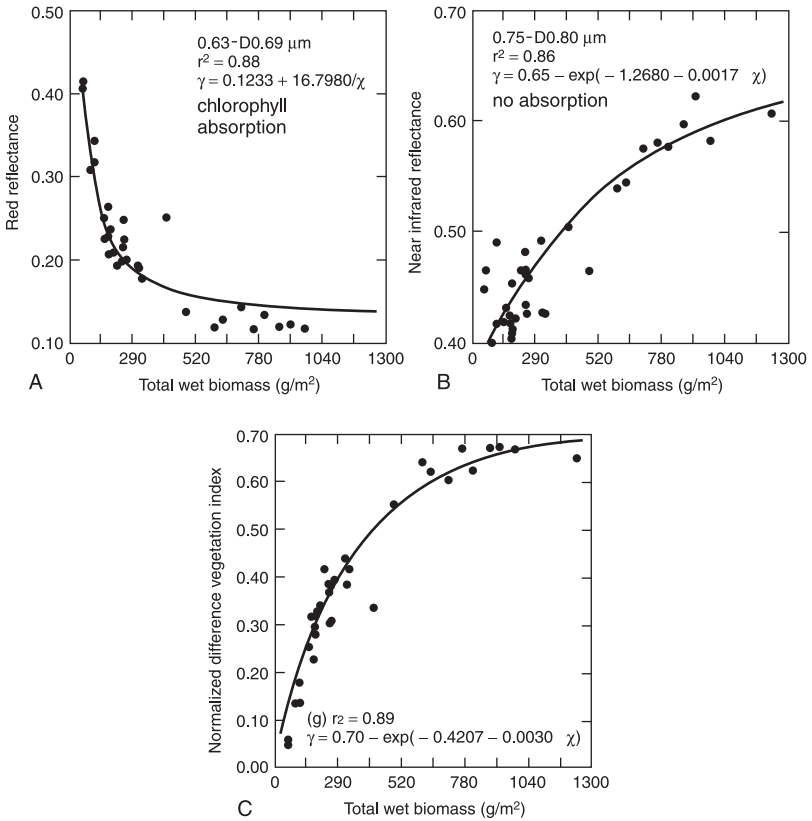 0.63-D0.69 μm
r² = 0.88
γ = 0.1233 + 16.7980/χ
chlorophyll
absorption
0.40
0.30
0.20
0.10
Red reflectance
0 290 520 780 1040 1300
A Total wet biomass (g/m²)
0.75-D0.80 μm
r² = 0.86
γ = 0.65 − exp( − 1.2680 − 0.0017 χ)
no absorption
0.70
0.60
0.50
0.40
Near infrared reflectance
0 290 520 780 1040 1300
B Total wet biomass (g/m²)
0.70
0.60
0.50
0.40
0.30
0.20
0.10
0.00
Normalized difference vegetation index
(g) r2 = 0.89
γ = 0.70 − exp( − 0.4207 − 0.0030 χ)
0 290 520 780 1040 1300
C Total wet biomass (g/m²)